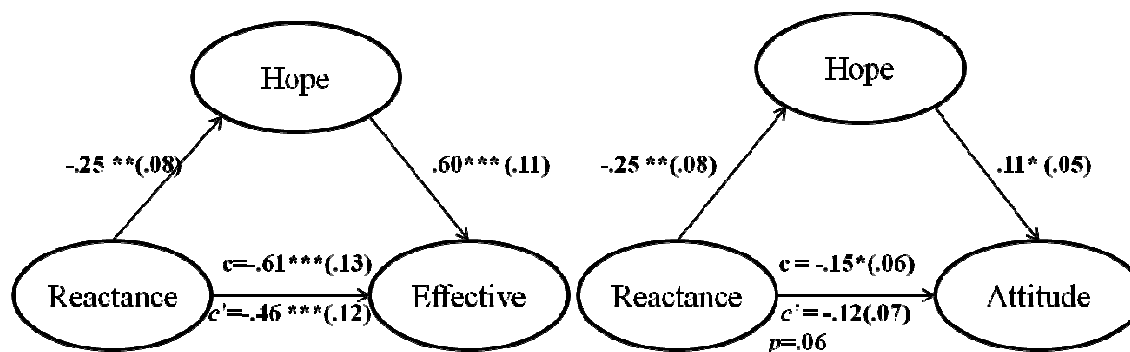 Hope
-.25 **(.08)
.60*** (.11)
Reactance
c=-.61***(.13)
c'=-.46 ***(.12)
Effective
Hope
-.25 **(.08)
.11* (.05)
Reactance
c = -.15*(.06)
c' = -.12(.07)
p=.06
Attitude